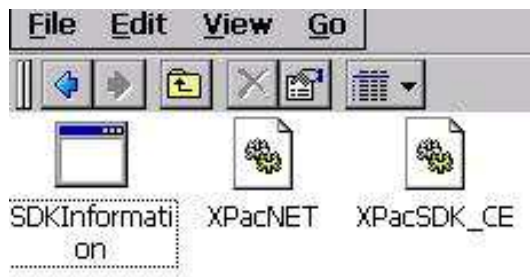 File Edit View Go
SDKInformati
on
XPacNET
XPacSDK_CE